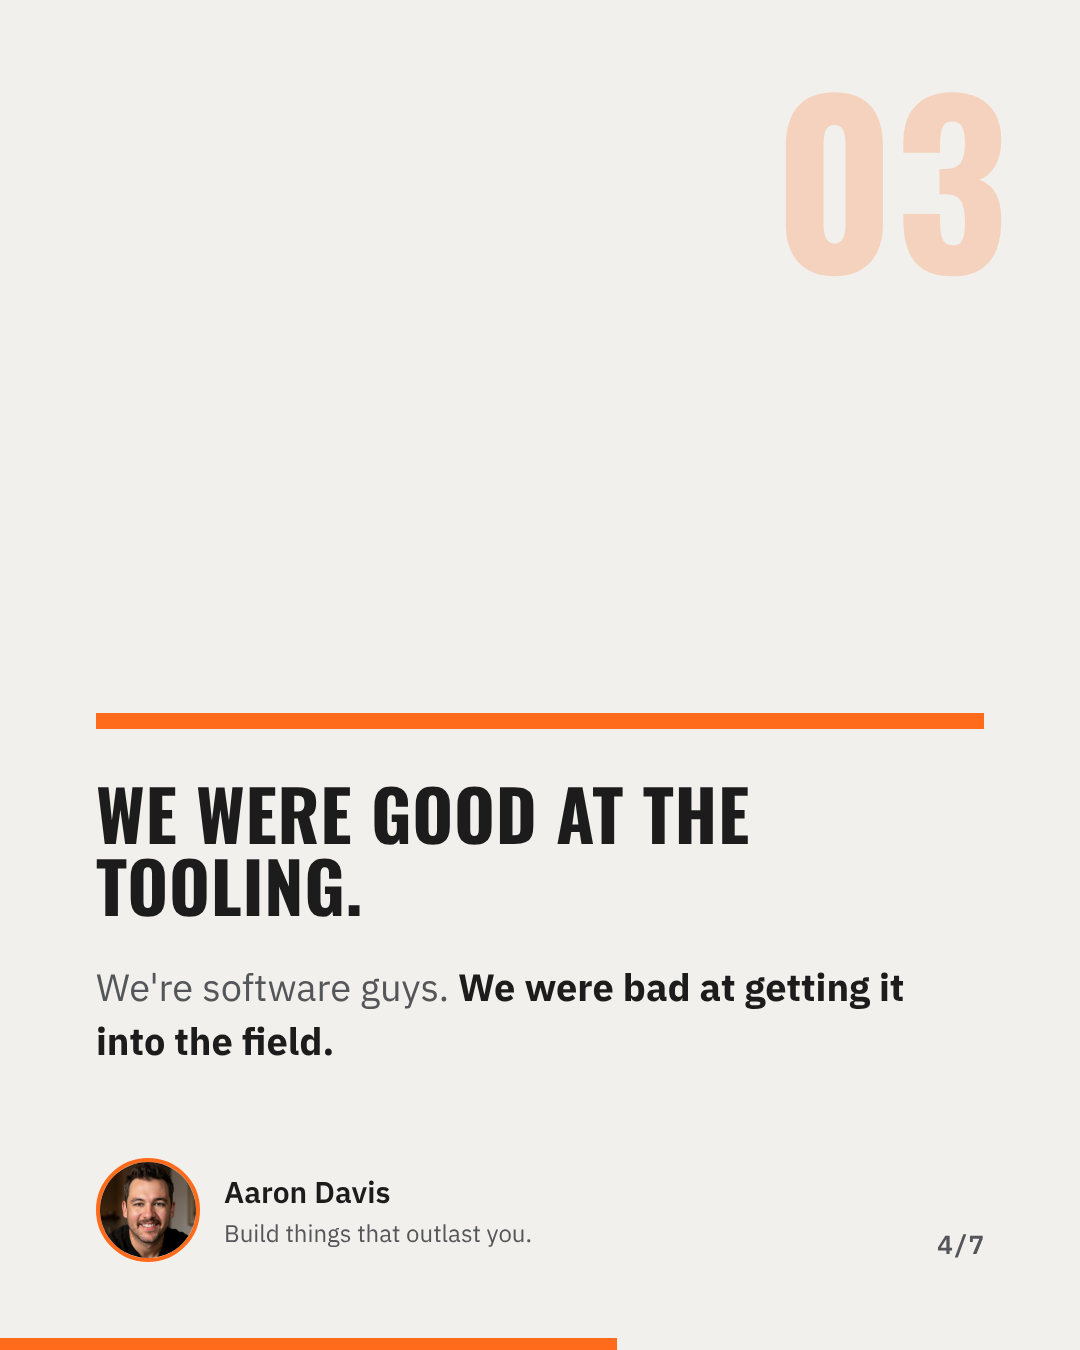 03
WE WERE GOOD AT THE
TOOLING.
We're software guys. We were bad at getting it
into the field.
Aaron Davis
Build things that outlast you.
4/7